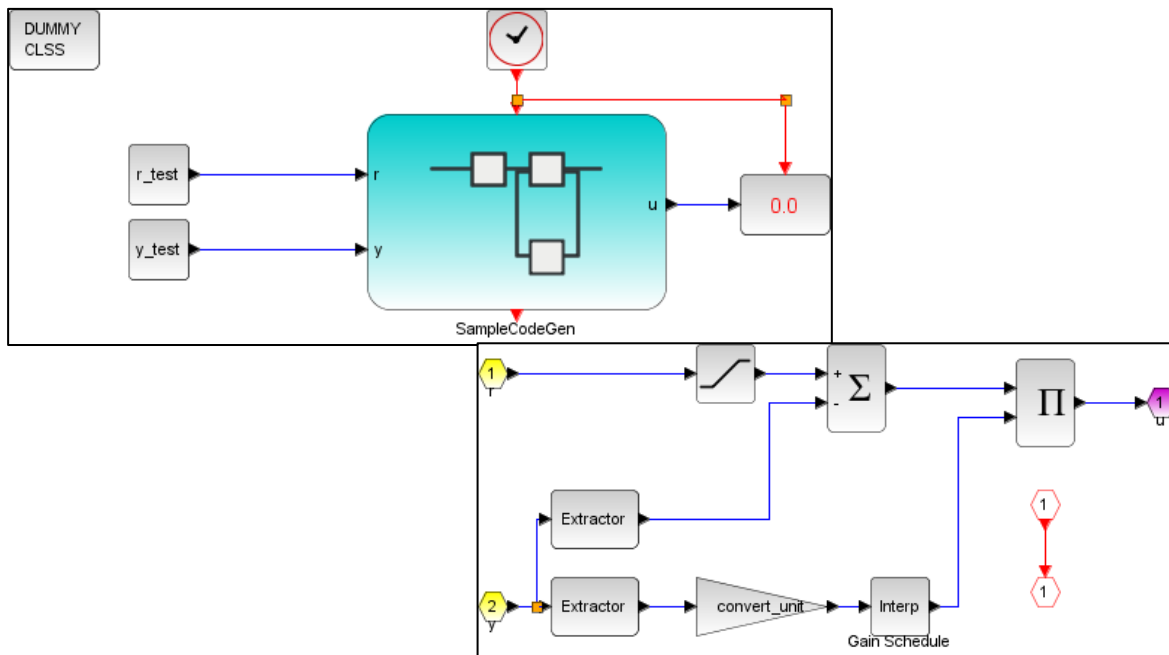 DUMMY
CLSS
r_test
r
u
0.0
y_test
y
SampleCodeGen
1
r
+
-
Σ
Π
1
u
Extractor
1
2
y
Extractor
convert_unit
Interp
1
Gain Schedule